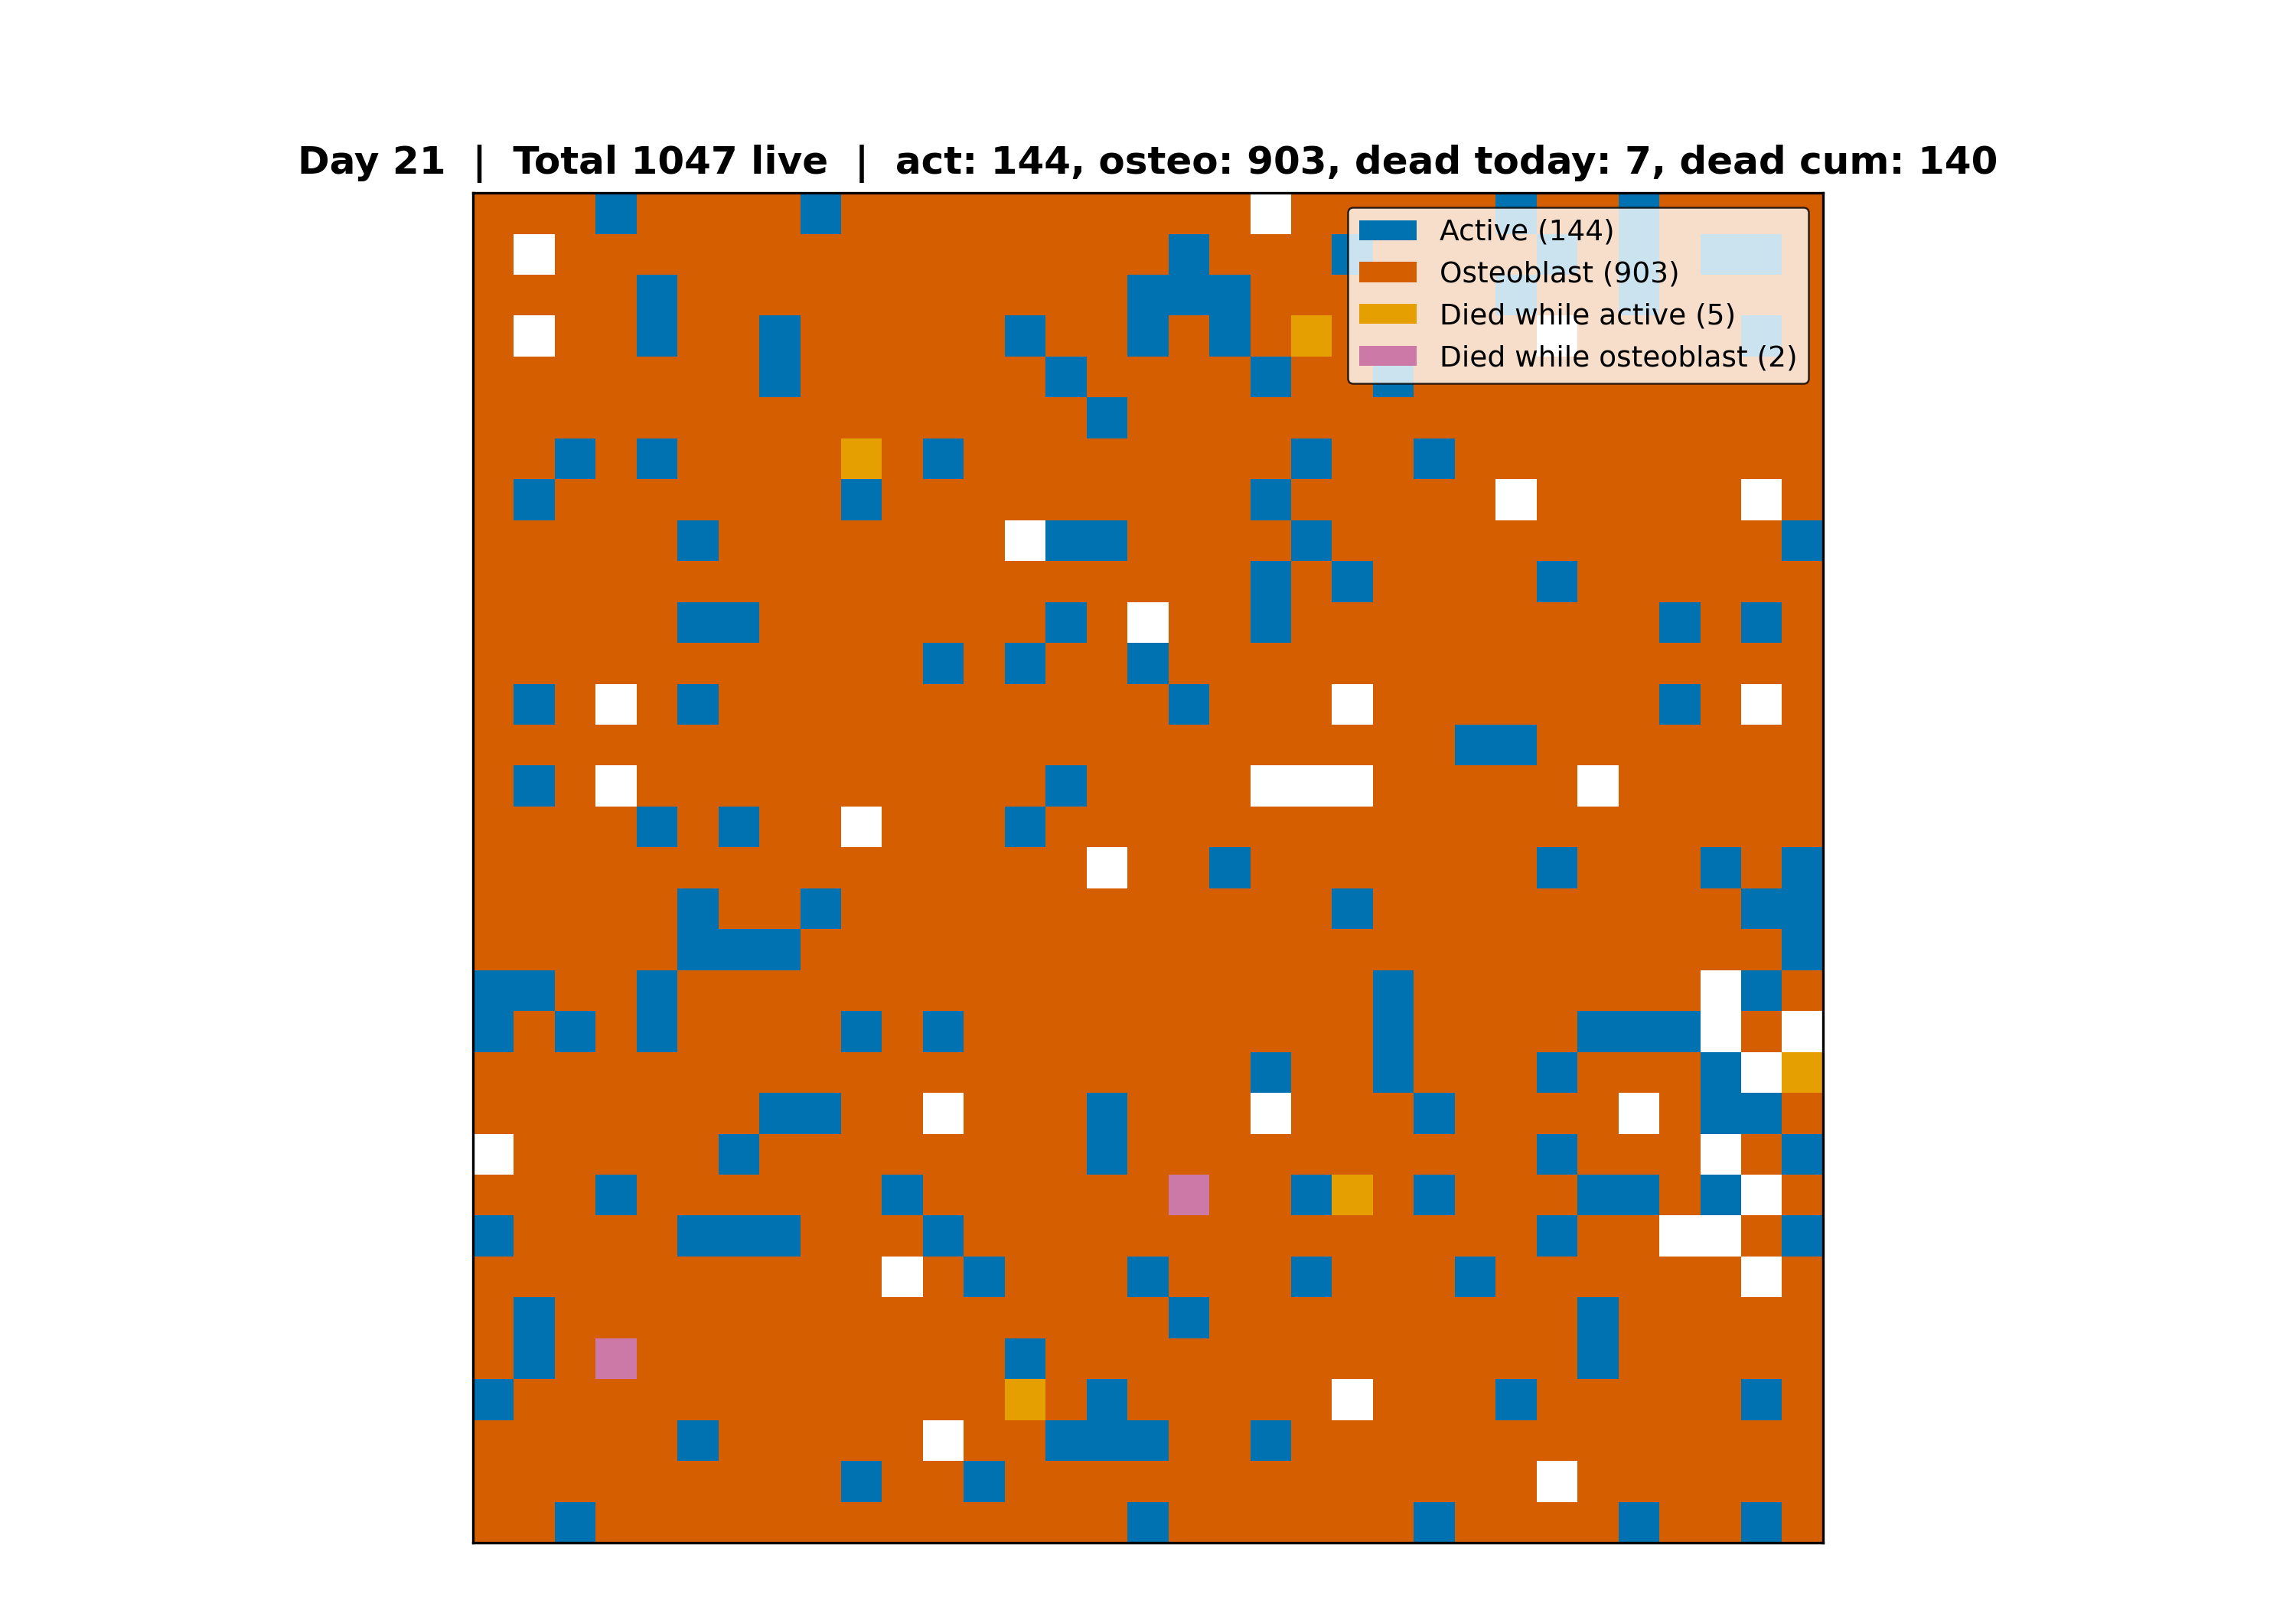 Day 21 | Total 1047 live | act: 144, osteo: 903, dead today: 7, dead cum: 140
Active (144)
Osteoblast (903)
Died while active (5)
Died while osteoblast (2)